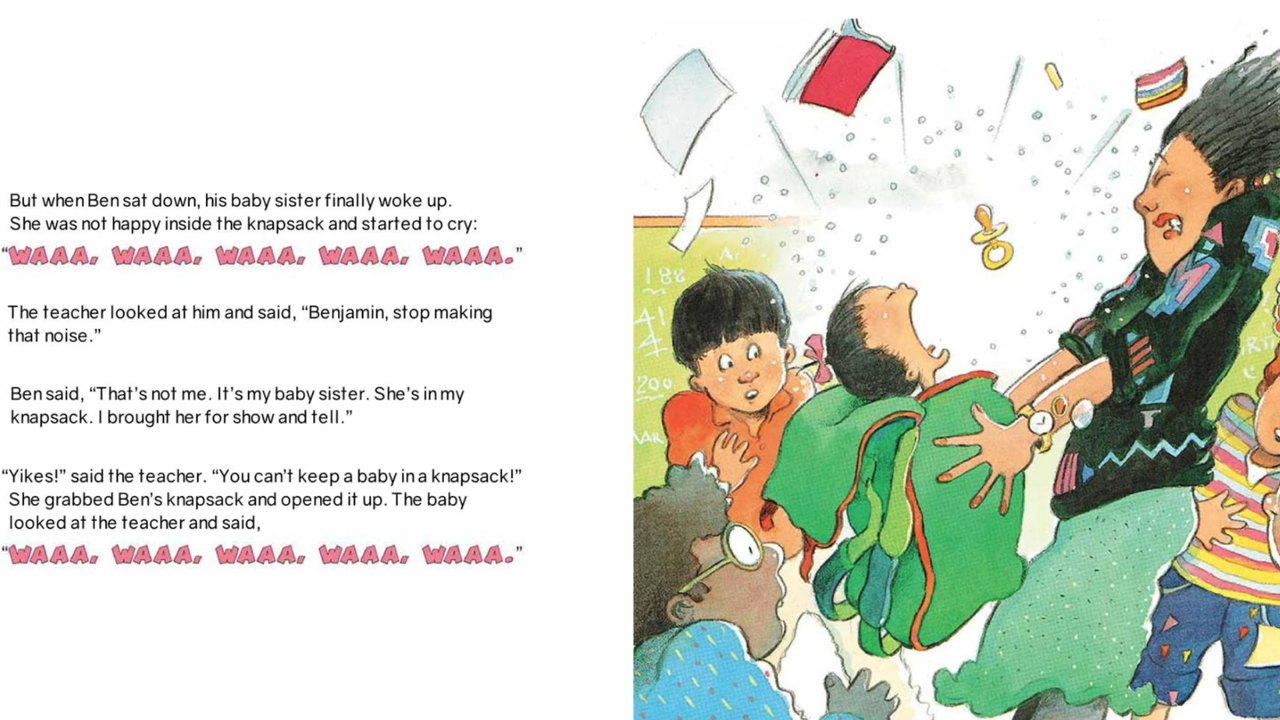 But when Ben sat down, his baby sister finally woke up.
She was not happy inside the knapsack and started to cry:
“WAAA, WAAA, WAAA, WAAA, WAAA.”
The teacher looked at him and said, “Benjamin, stop making
that noise.”
Ben said, “That’s not me. It’s my baby sister. She’s in my
knapsack. I brought her for show and tell.”
“Yikes!” said the teacher. “You can’t keep a baby in a knapsack!”
She grabbed Ben’s knapsack and opened it up. The baby
looked at the teacher and said,
“WAAA, WAAA, WAAA, WAAA, WAAA.”
188
41
4
200